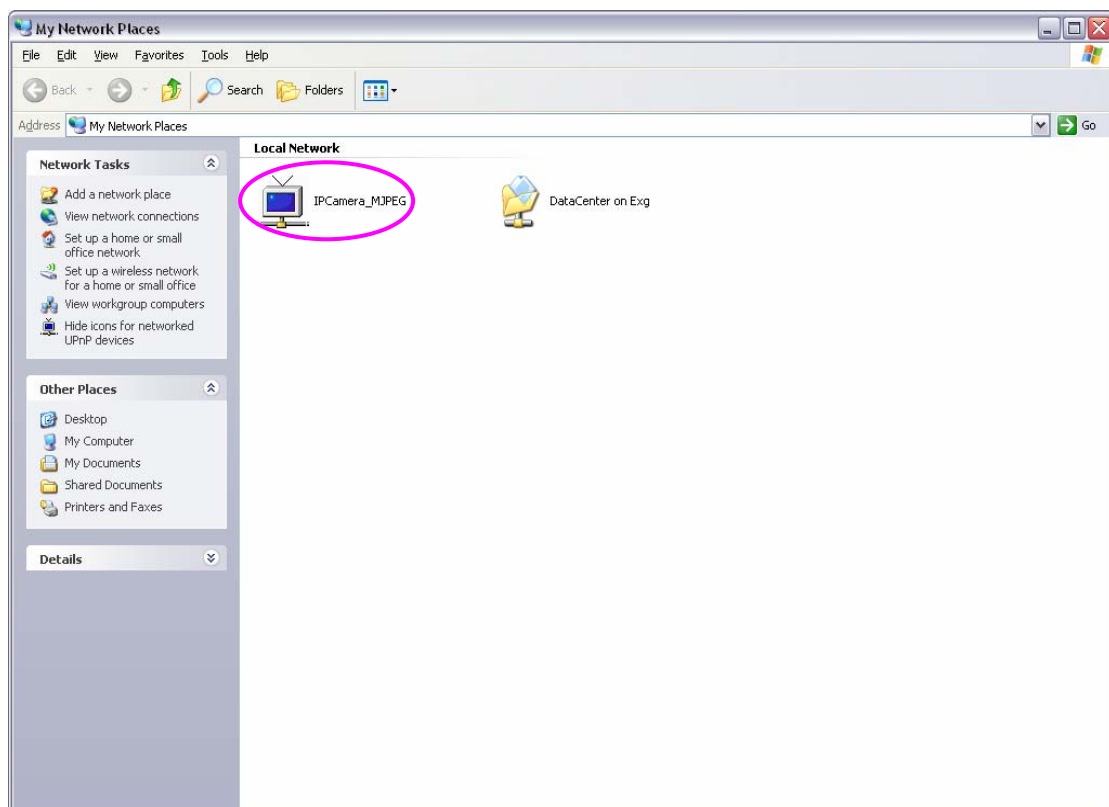 My Network Places
File Edit View Favorites Tools Help
Back Search Folders
Address My Network Places Go
Network Tasks
Add a network place
View network connections
Set up a home or small
office network
Set up a wireless network
for a home or small office
View workgroup computers
Hide icons for networked
UPnP devices
Other Places
Desktop
My Computer
My Documents
Shared Documents
Printers and Faxes
Details
Local Network
IPCamera_MJPEG DataCenter on Exg